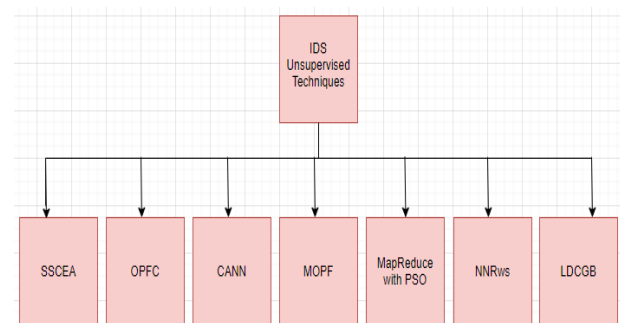 IDS
Unsupervised
Techniques
SSCEA
OPFC
CANN
MOPF
MapReduce
with PSO
NNRws
LDCGB